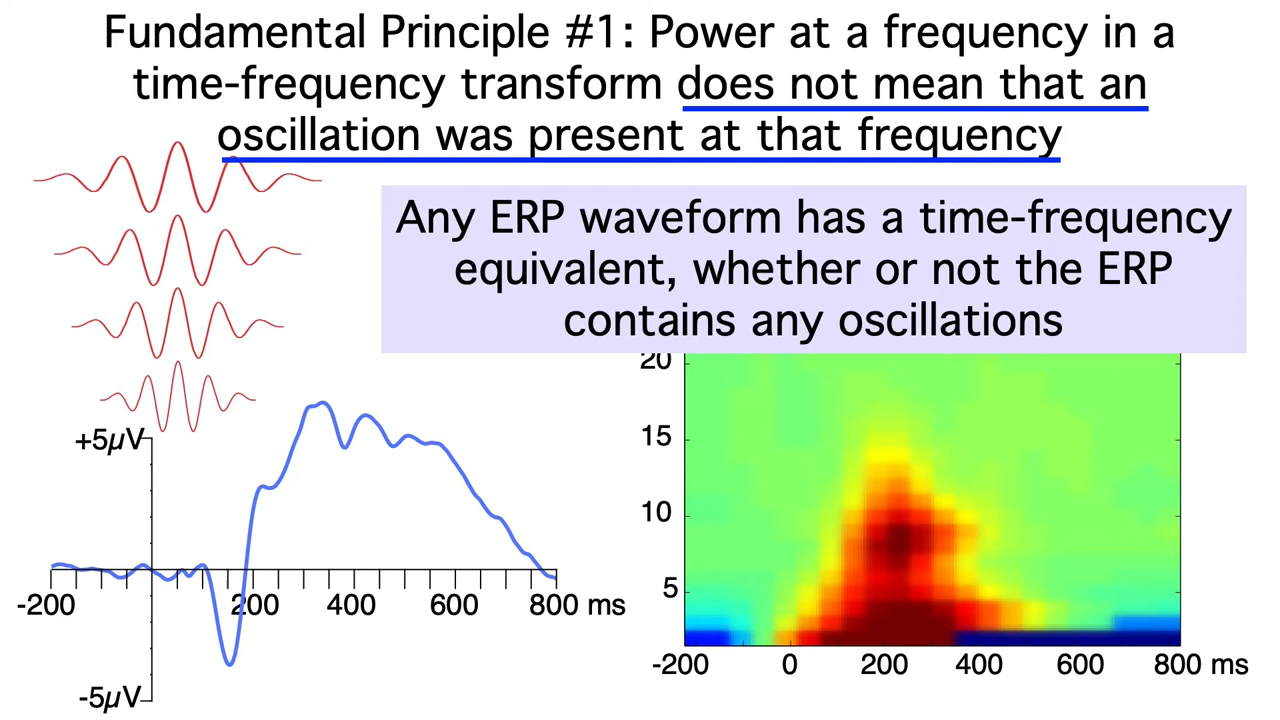 Fundamental Principle #1: Power at a frequency in a
time-frequency transform does not mean that an
oscillation was present at that frequency
Any ERP waveform has a time-frequency
equivalent, whether or not the ERP
contains any oscillations
+5µV
-200 200 400 600 800 ms
-5µV
20
15
10
5
-200 0 200 400 600 800 ms